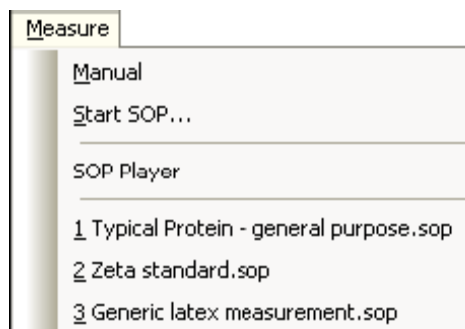 Measure
Manual
Start SOP...
SOP Player
1 Typical Protein - general purpose.sop
2 Zeta standard.sop
3 Generic latex measurement.sop